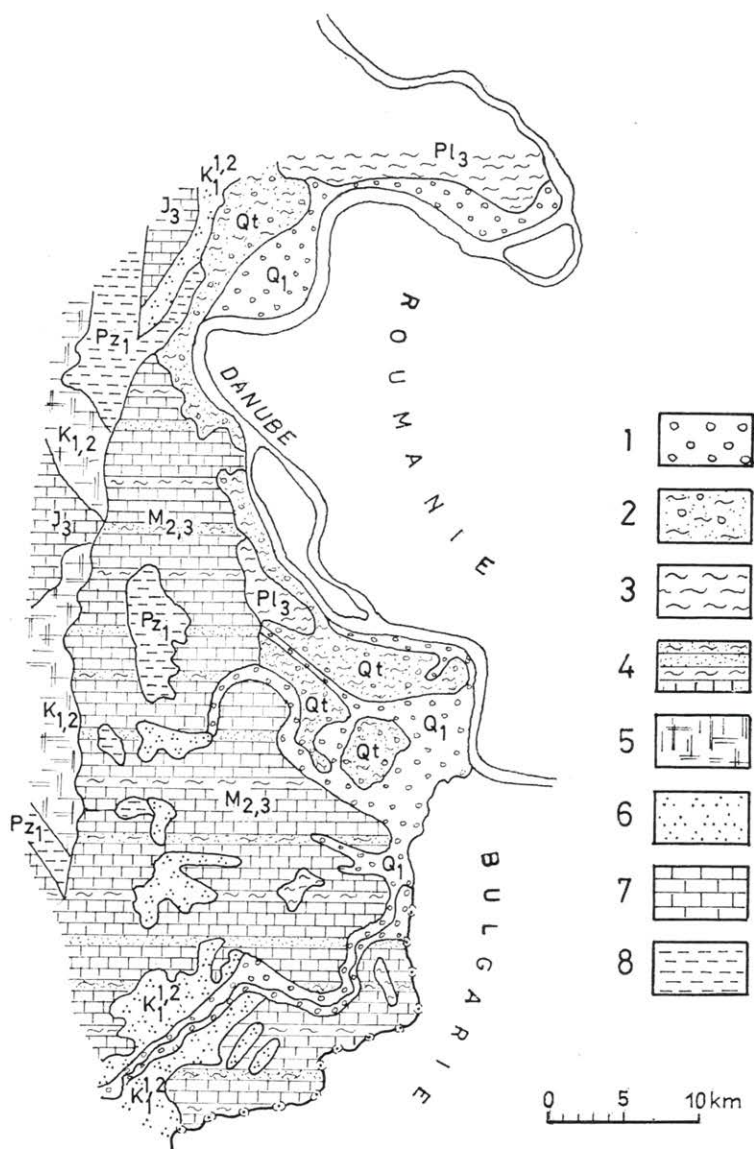 Pl3
K1 1,2
J3
Qt
Q1
ROUMANIE
Pz1
DANUBE
K1,2
1
2
M2,3
J3
3
Pl3
Pz1
4
Qt
Qt
Q1
K1,2
5
Qt
M2,3
6
Pz1
BULGARIE
Q1
7
8
K1 1,2
K1 1,2
0 5 10 km